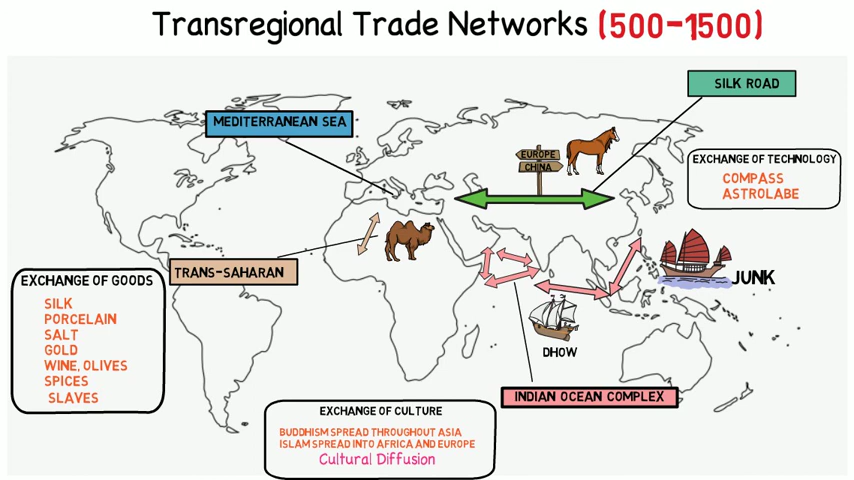 Transregional Trade Networks (500-1500)
SILK ROAD
MEDITERRANEAN SEA
EUROPE
CHINA
EXCHANGE OF TECHNOLOGY
COMPASS
ASTROLABE
TRANS-SAHARAN
EXCHANGE OF GOODS
SILK
PORCELAIN
SALT
GOLD
WINE, OLIVES
SPICES
SLAVES
JUNK
DHOW
INDIAN OCEAN COMPLEX
EXCHANGE OF CULTURE
BUDDHISM SPREAD THROUGHOUT ASIA
ISLAM SPREAD INTO AFRICA AND EUROPE
Cultural Diffusion